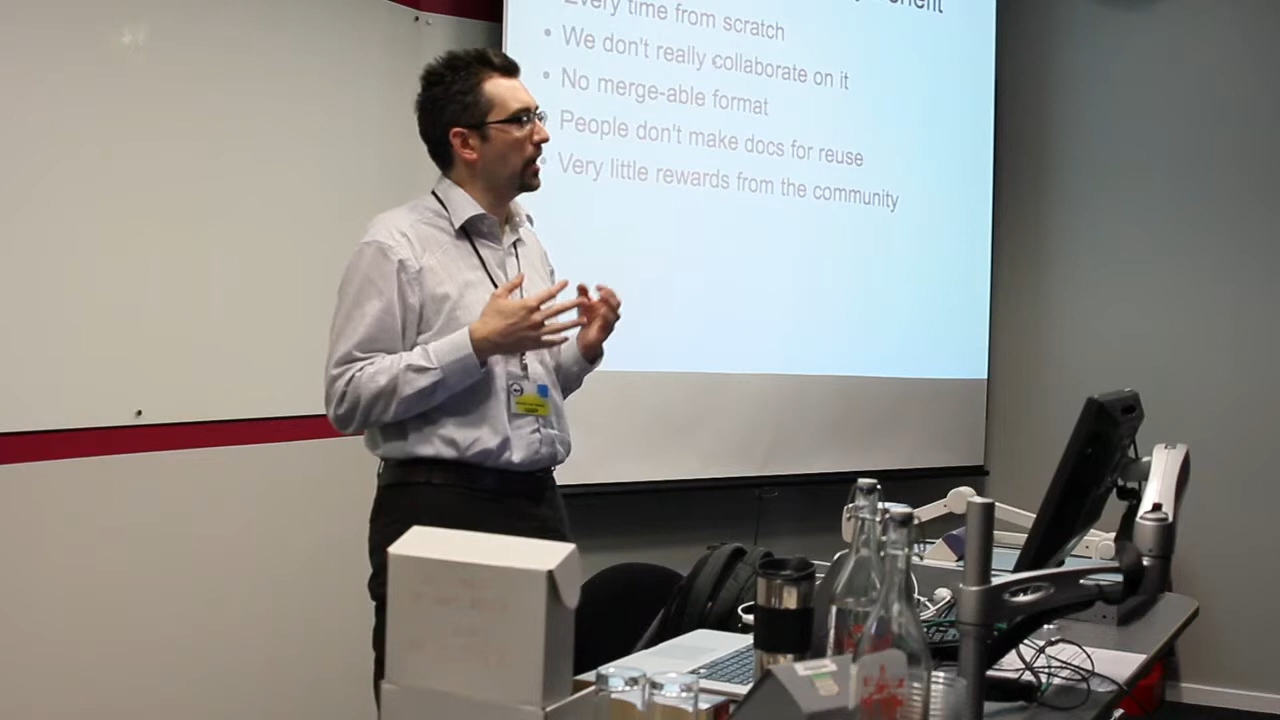 Every time from scratch
• We don't really collaborate on it
• No merge-able format
• People don't make docs for reuse
• Very little rewards from the community